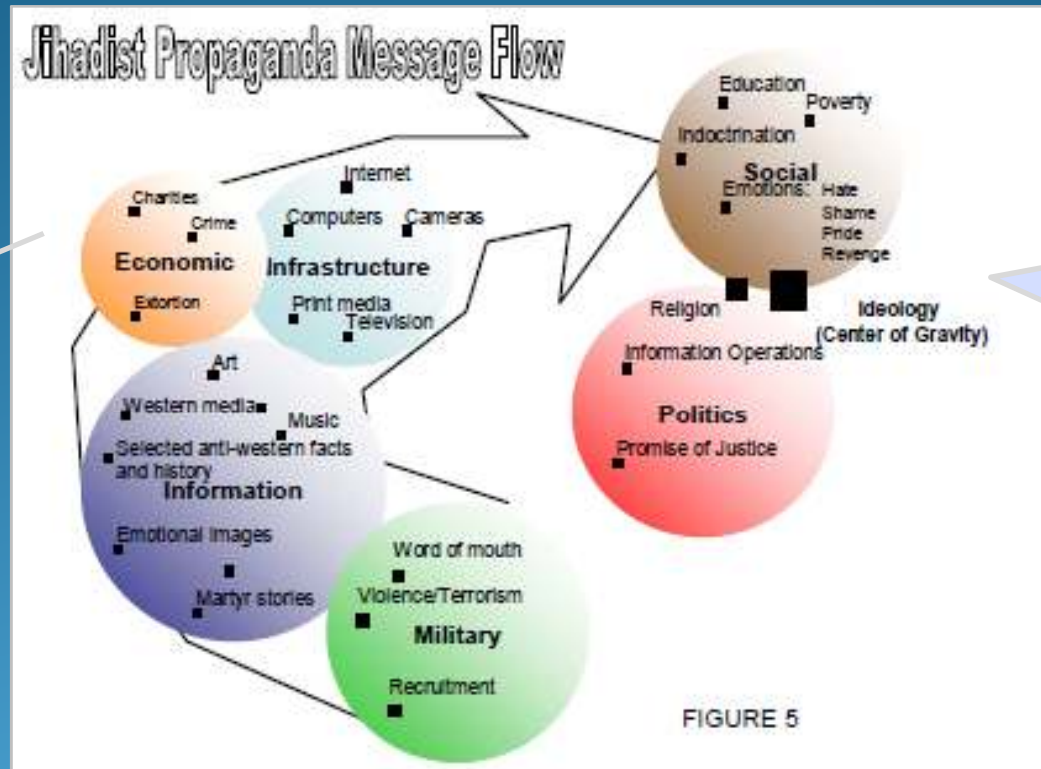 Jihadist Propaganda Message Flow
Education
Poverty
Indoctrination
Social
Emotions: Hate
Shame
Pride
Revenge
Internet
Computers
Cameras
Infrastructure
Print media
Television
Charities
Crime
Economic
Extortion
Religion
Ideology
(Center of Gravity)
Information Operations
Politics
Promise of Justice
Art
Western media
Music
Selected anti-western facts
and history
Information
Emotional images
Martyr stories
Word of mouth
Violence/Terrorism
Military
Recruitment
FIGURE 5